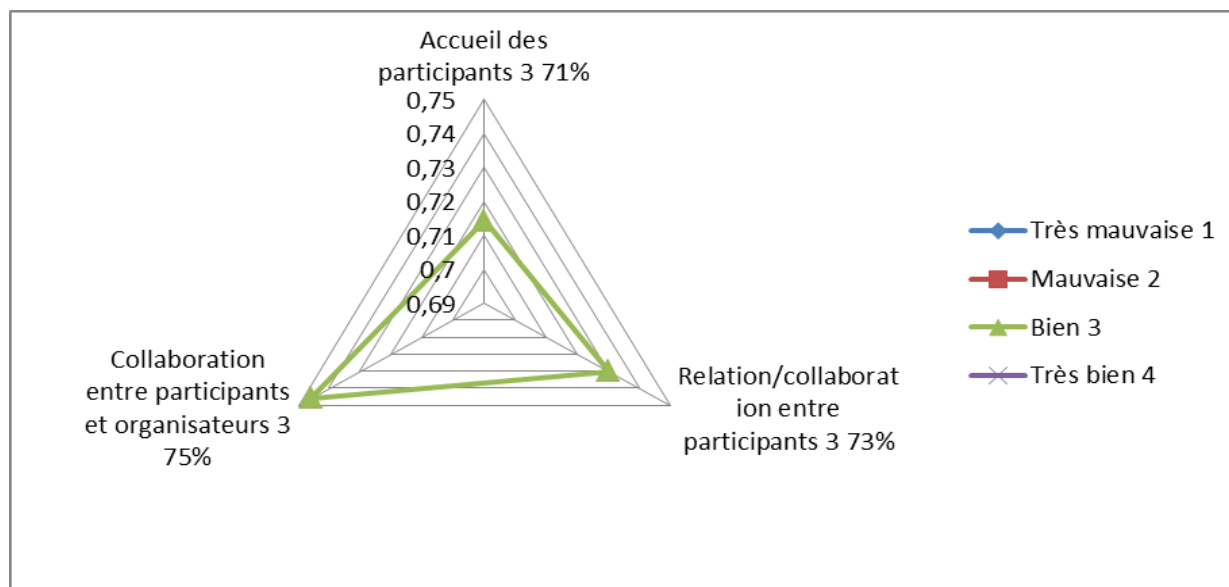 Accueil des
participants 3 71%
0,75
0,74
0,73
0,72
0,71
0,7
0,69
Collaboration
entre participants
et organisateurs 3
75%
Relation/collaborat
ion entre
participants 3 73%
Très mauvaise 1
Mauvaise 2
Bien 3
Très bien 4